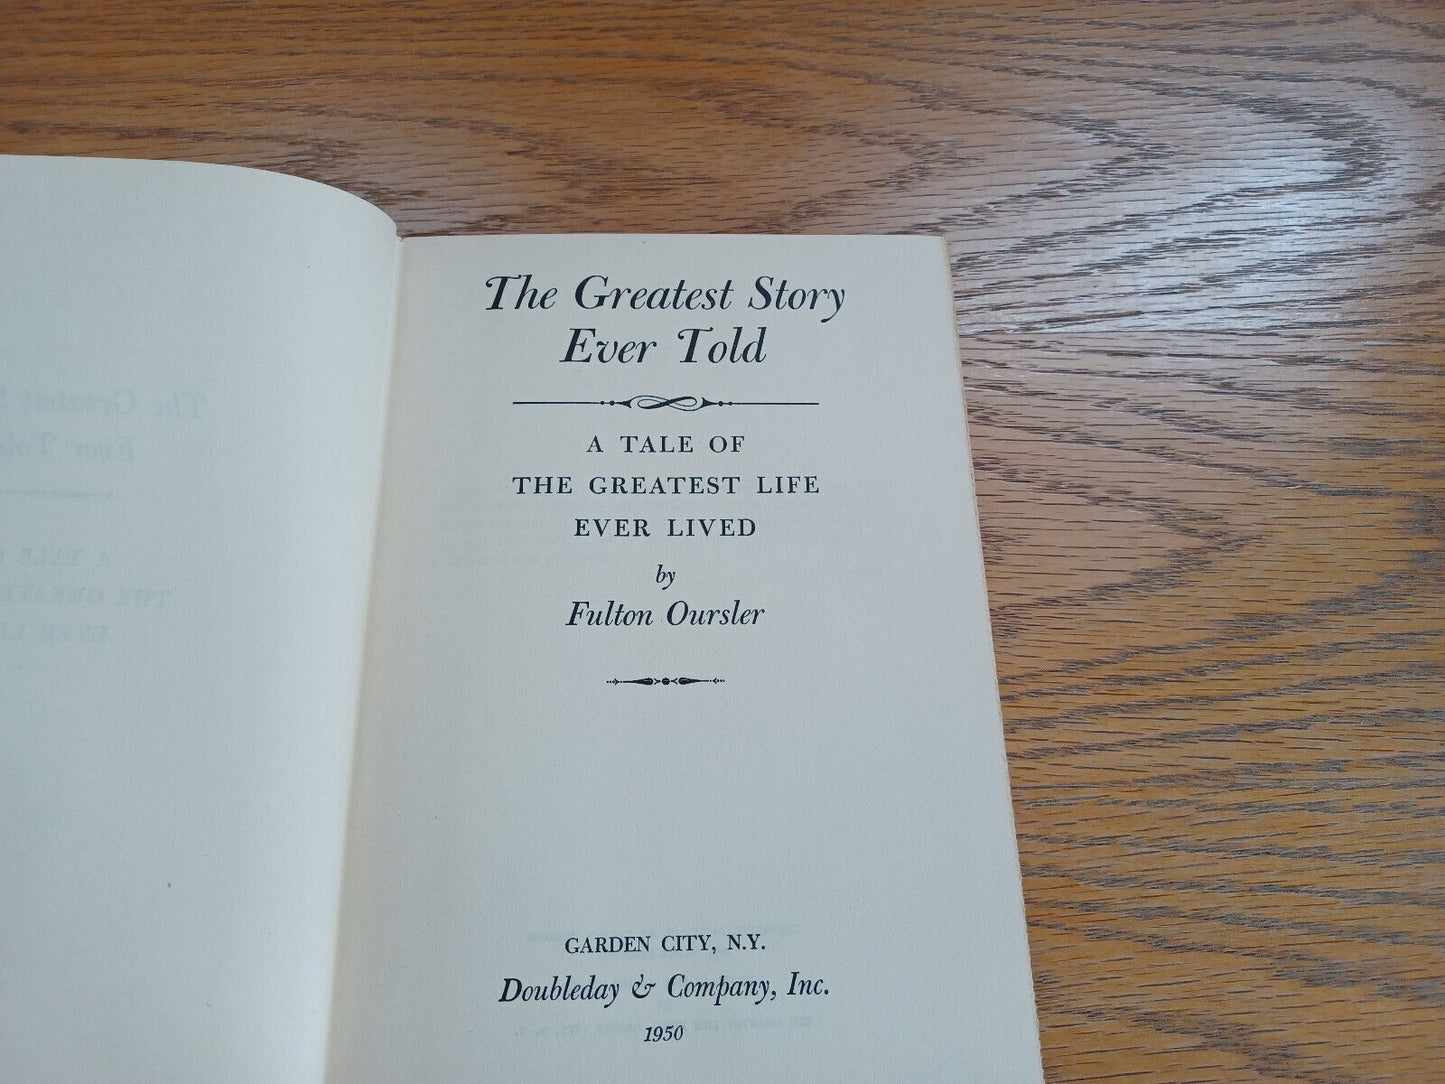 The Greatest Story
Ever Told
A TALE OF
THE GREATEST LIFE
EVER LIVED
by
Fulton Oursler
GARDEN CITY, N.Y.
Doubleday & Company, Inc.
1950